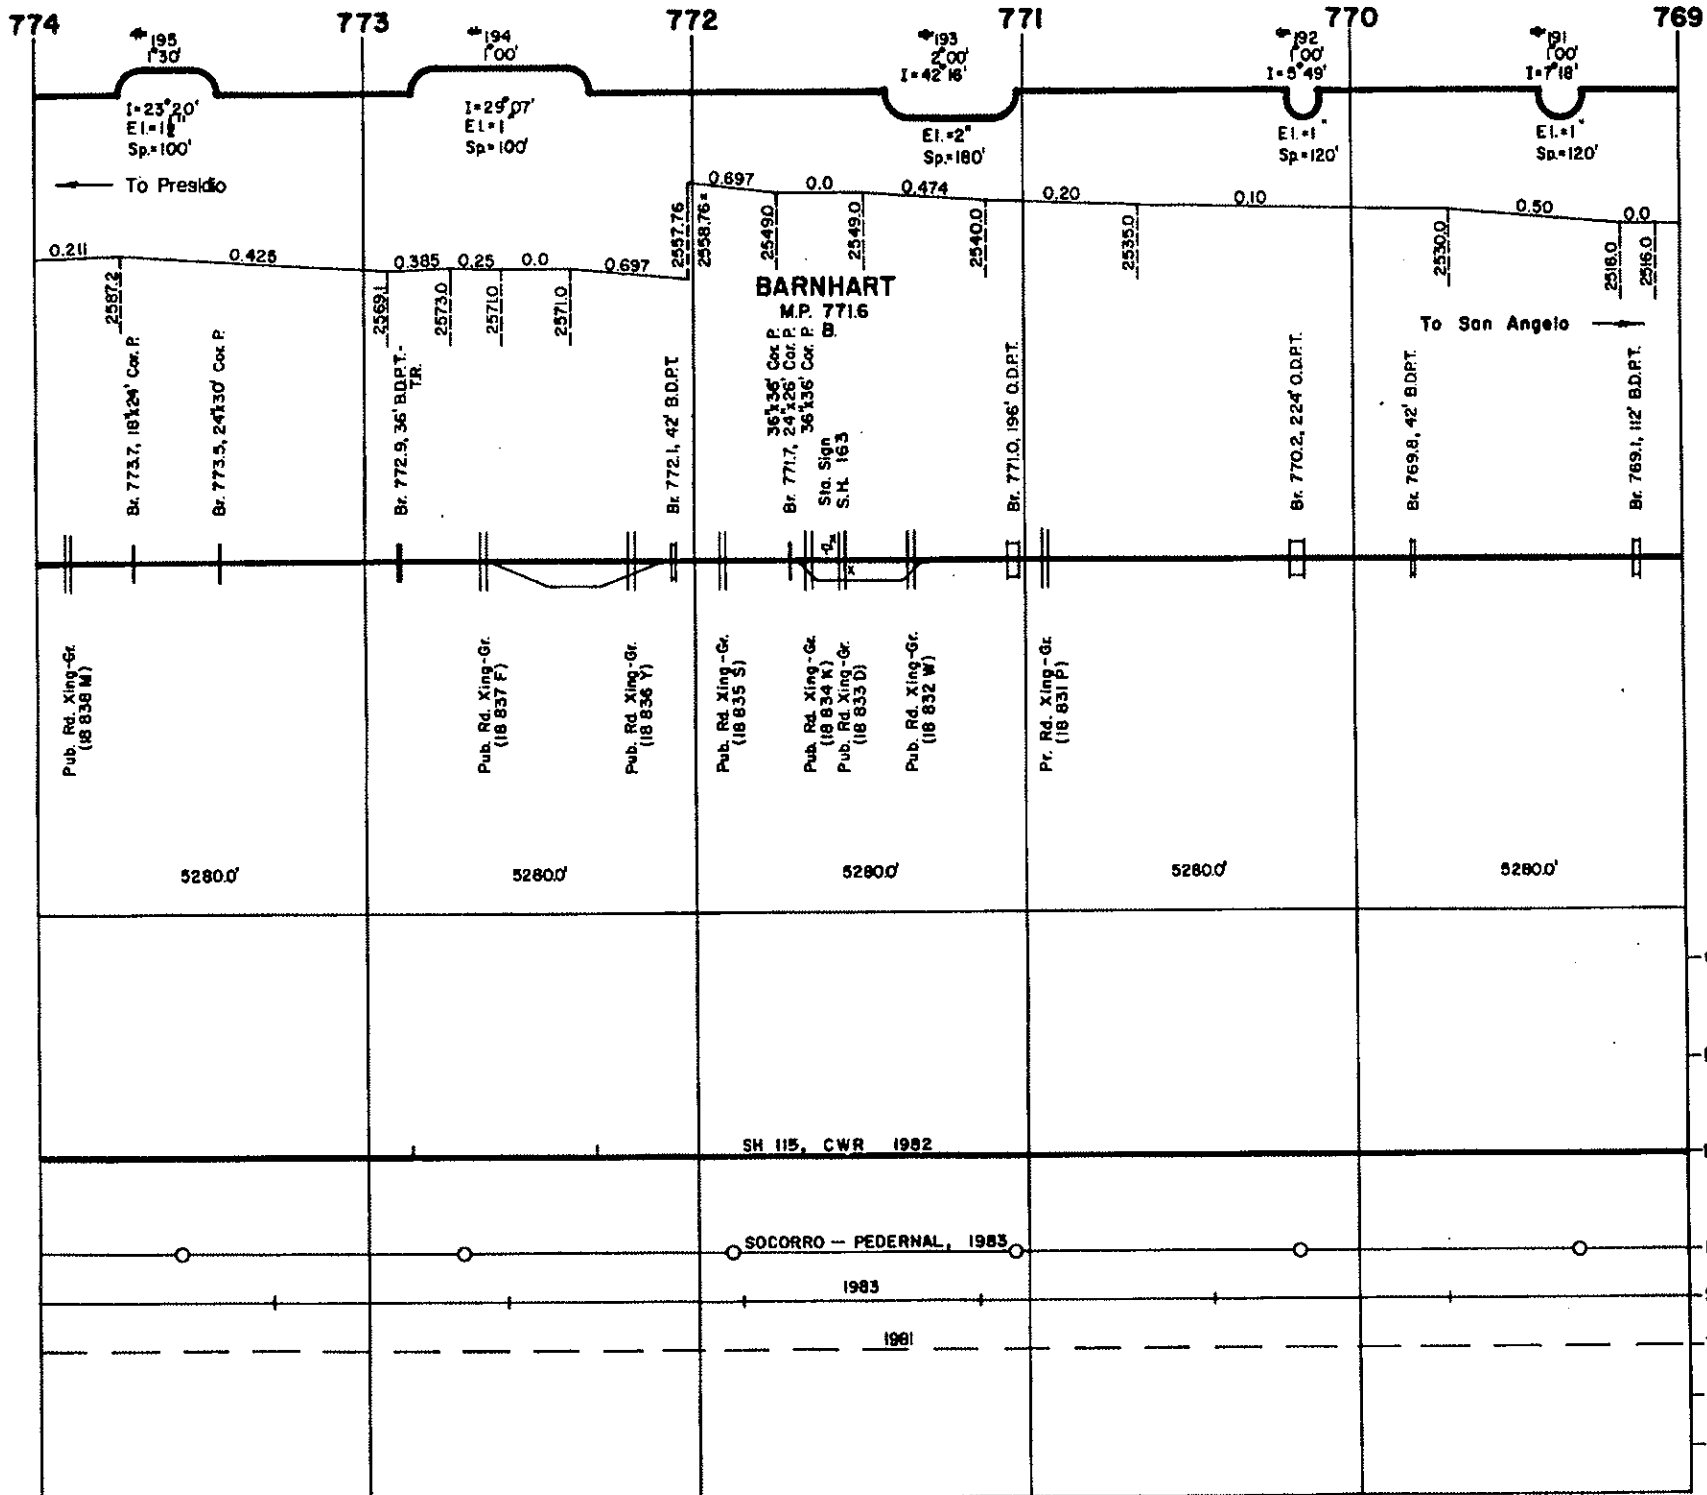 774 773 772 771 770 769
#195
1°30'
I=23°20'
Sp.=100'
#194
1°00'
I=29°07'
El.=1"
Sp.=100'
#193
2°00'
I=42°16'
El.=2"
Sp.=180'
#192
1°00'
I=5°49'
El.=1"
Sp.=120'
#191
1°00'
I=7°18'
El.=1"
Sp.=120'
To Presidio
0.211 0.425 0.385 0.25 0.0 0.697
0.697 0.0 0.474 0.20 0.10 0.50 0.0
2587.2
2569.1
2573.0
2571.0
2571.0
2557.76
2558.76=
2549.0
2549.0
2540.0
2535.0
2530.0
2516.0
2516.0
BARNHART
M.P. 771.6
B.
To San Angelo
Br. 773.7, 18"x24' Cor. P.
Br. 773.5, 24"x30' Cor. P.
Br. 772.9, 36' B.D.P.T.-
T.R.
Br. 772.1, 42' B.D.P.T.
36"x36' Cor. P.
Br. 771.7, 24"x26' Cor. P.
36"x36' Cor. P.
Sta. Sign
S.H. 163
Br. 771.0, 196' O.D.P.T.
Br. 770.2, 224' O.D.P.T.
Br. 769.8, 42' B.D.P.T.
Br. 769.1, 112' B.D.P.T.
x
Pub. Rd. Xing-Gr.
(18 838 M)
Pub. Rd. Xing-Gr.
(18 837 F)
Pub. Rd. Xing-Gr.
(18 836 Y)
Pub. Rd. Xing-Gr.
(18 835 S)
Pub. Rd. Xing-Gr.
(18 834 K)
Pub. Rd. Xing-Gr.
(18 833 D)
Pub. Rd. Xing-Gr.
(18 832 W)
Pr. Rd. Xing-Gr.
(18 831 P)
5280.0' 5280.0' 5280.0' 5280.0' 5280.0'
SH 115, CWR 1982
SOCORRO — PEDERNAL, 1983
1983
1981